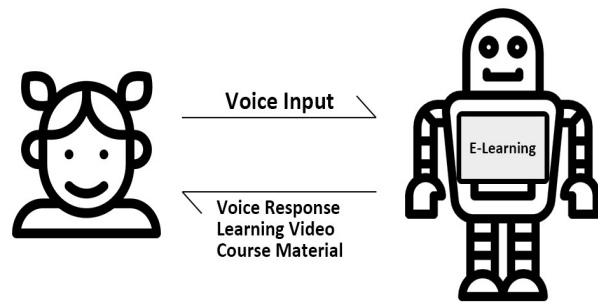 Voice Input
E-Learning
Voice Response
Learning Video
Course Material